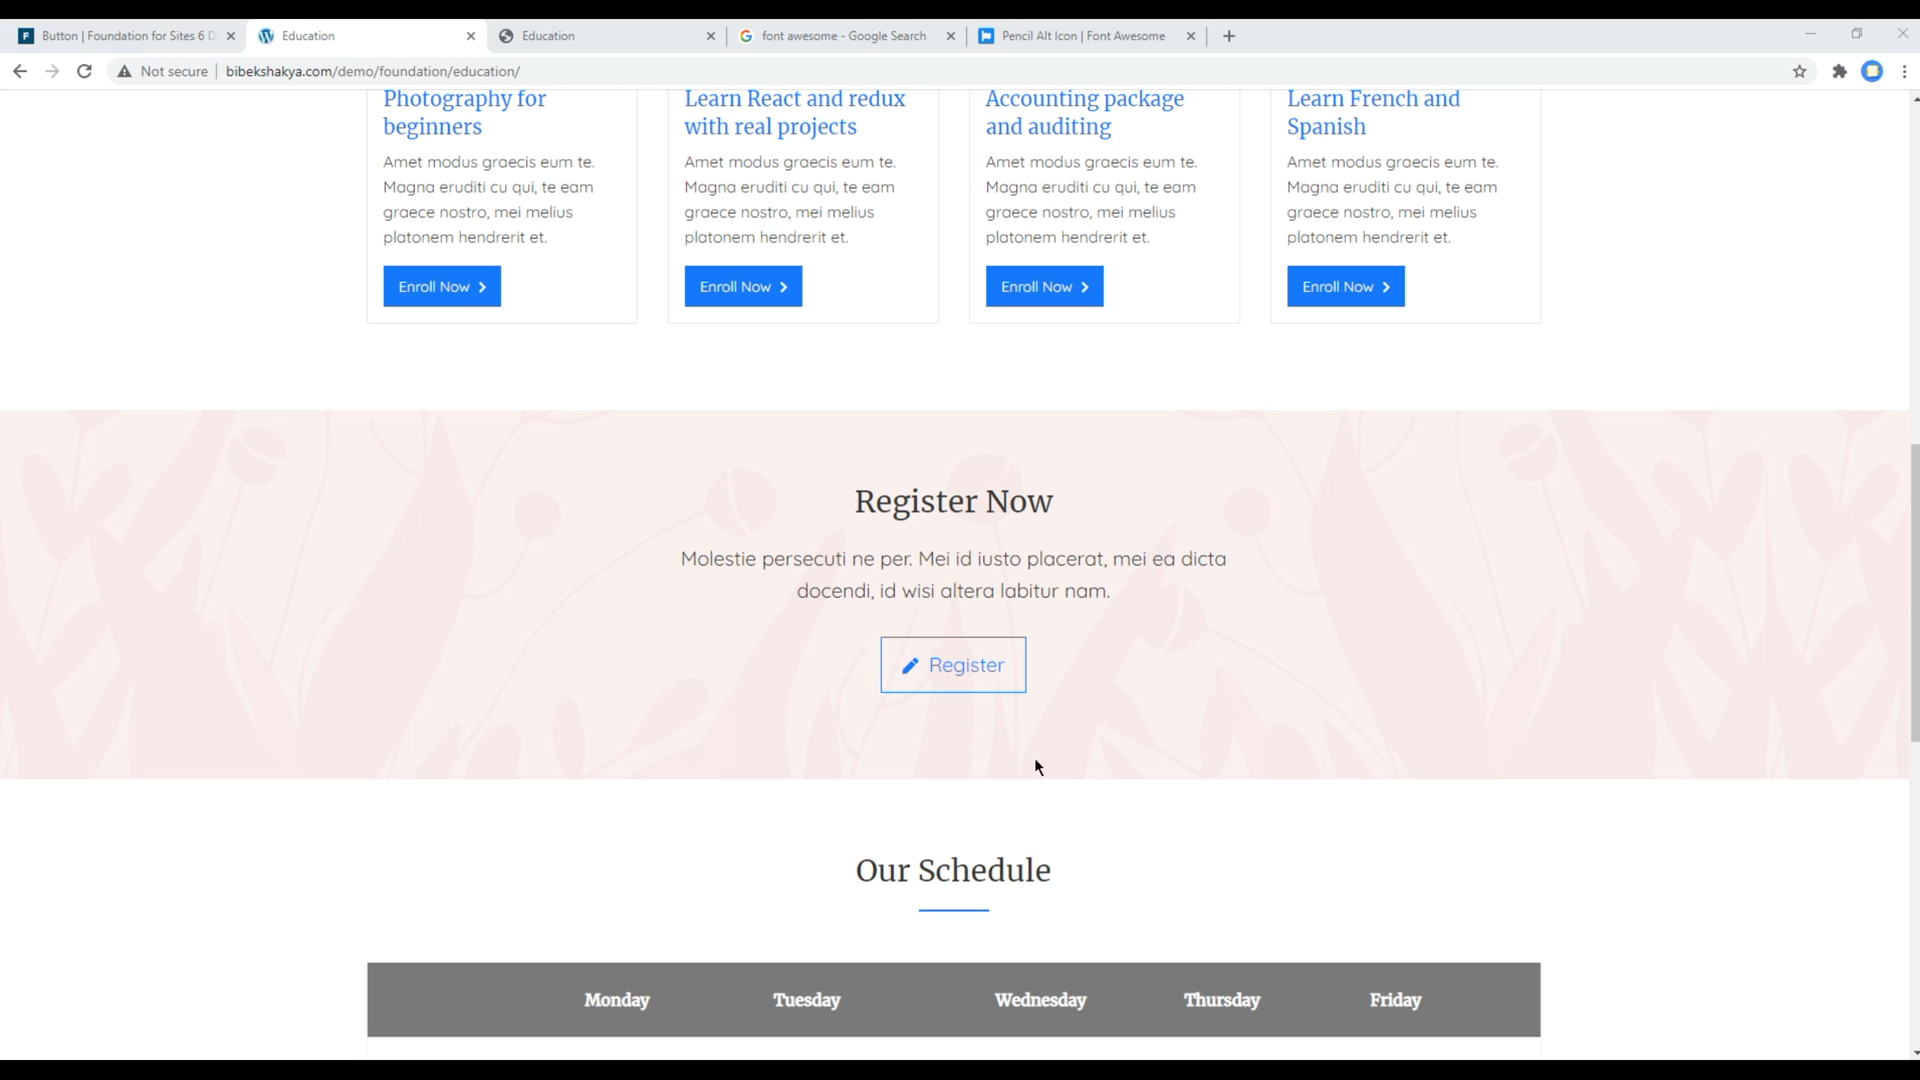 Button | Foundation for Sites 6 D
Education
Education
font awesome - Google Search
Pencil Alt Icon | Font Awesome
Not secure
bibekshakya.com/demo/foundation/education/
Photography for
beginners
Amet modus graecis eum te.
Magna eruditi cu qui, te eam
graece nostro, mei melius
platonem hendrerit et.
Enroll Now
Learn React and redux
with real projects
Amet modus graecis eum te.
Magna eruditi cu qui, te eam
graece nostro, mei melius
platonem hendrerit et.
Enroll Now
Accounting package
and auditing
Amet modus graecis eum te.
Magna eruditi cu qui, te eam
graece nostro, mei melius
platonem hendrerit et.
Enroll Now
Learn French and
Spanish
Amet modus graecis eum te.
Magna eruditi cu qui, te eam
graece nostro, mei melius
platonem hendrerit et.
Enroll Now
Register Now
Molestie persecuti ne per. Mei id iusto placerat, mei ea dicta
docendi, id wisi altera labitur nam.
Register
Our Schedule
Monday Tuesday Wednesday Thursday Friday